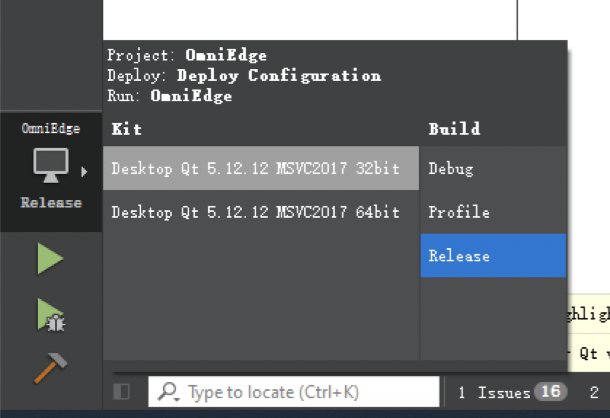 Project: OmniEdge
Deploy: Deploy Configuration
Run: OmniEdge
OmniEdge
Kit
Build
Desktop Qt 5.12.12 MSVC2017 32bit
Debug
Release
Desktop Qt 5.12.12 MSVC2017 64bit
Profile
Release
Qt
Type to locate (Ctrl+K)
1 Issues 16
2